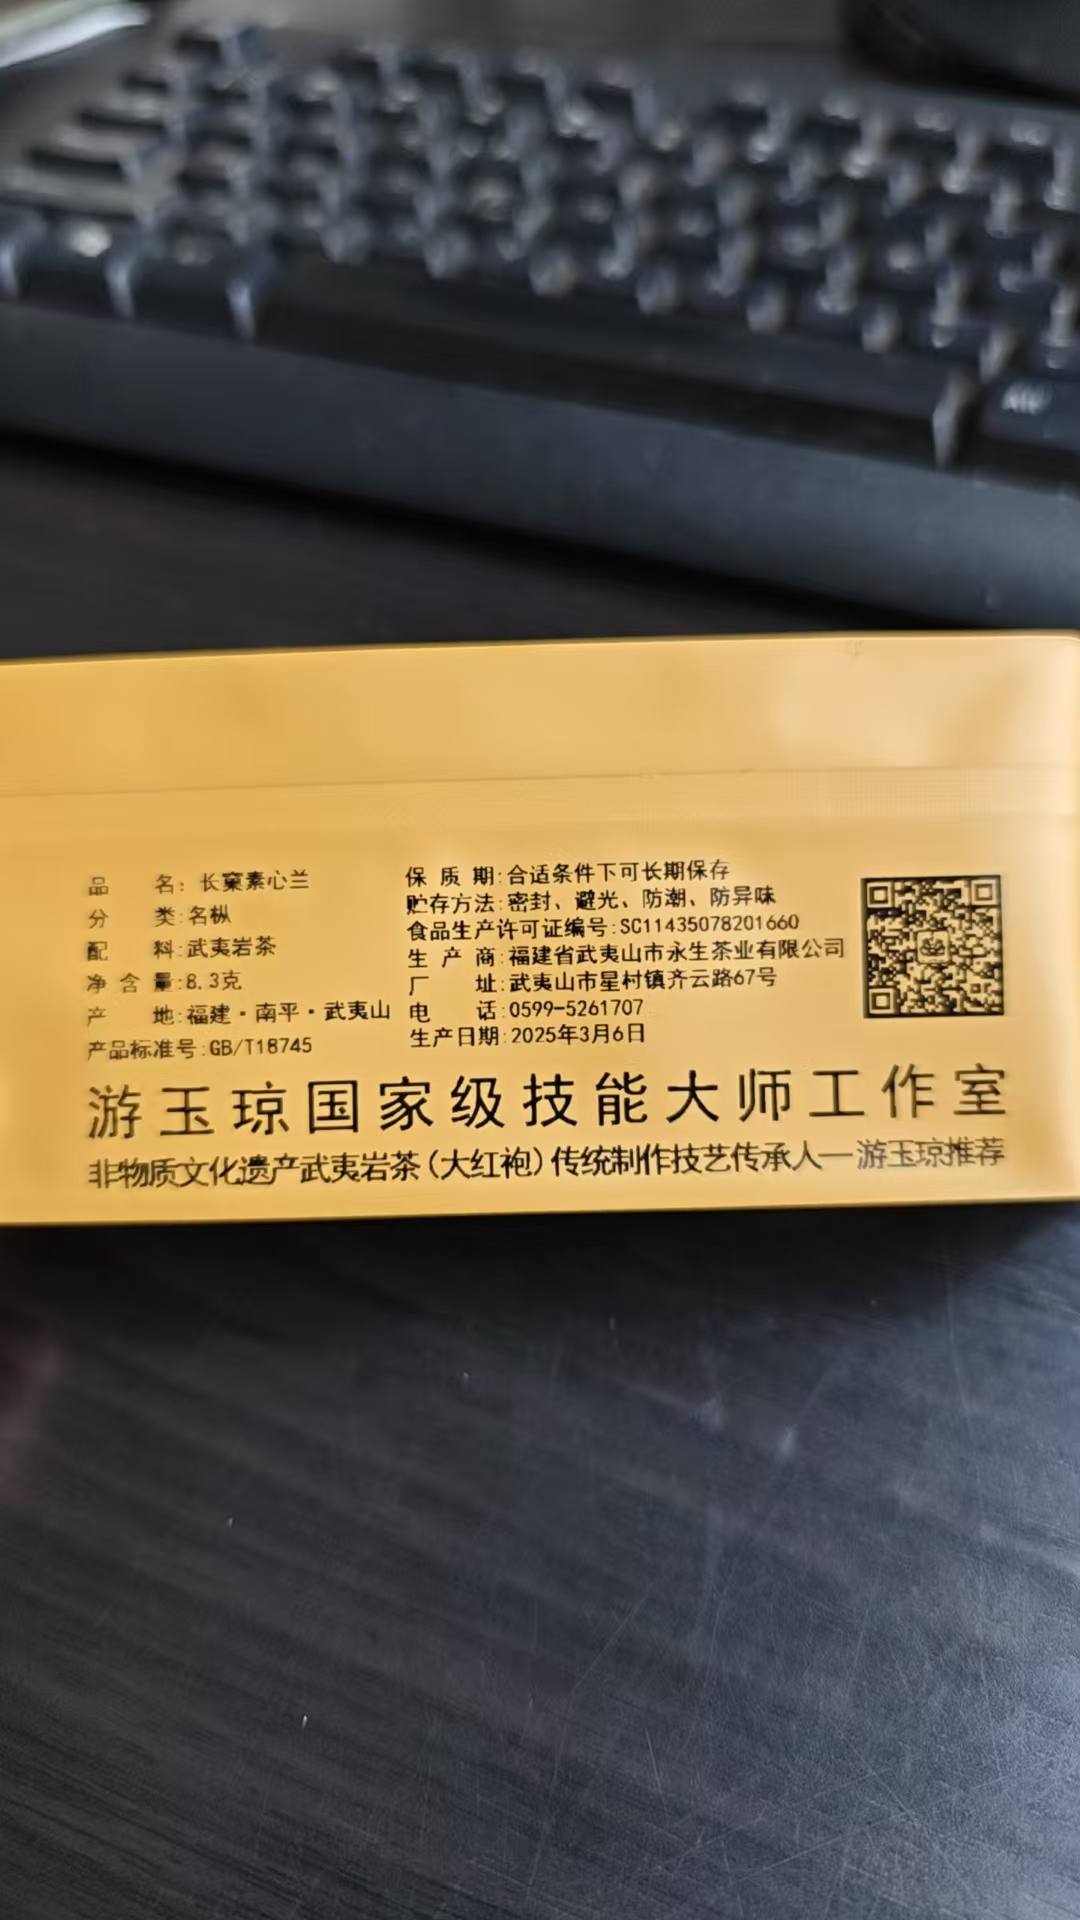 品 名：长窠素心兰
分 类：名枞
配 料：武夷岩茶
净 含 量：8.3克
产 地：福建·南平·武夷山
产品标准号：GB/T18745
保 质 期：合适条件下可长期保存
贮存方法：密封、避光、防潮、防异味
食品生产许可证编号：SC11435078201660
生 产 商：福建省武夷山市永生茶业有限公司
厂 址：武夷山市星村镇齐云路67号
电 话：0599-5261707
生产日期：2025年3月6日
游玉琼国家级技能大师工作室
非物质文化遗产武夷岩茶（大红袍）传统制作技艺传承人—游玉琼推荐